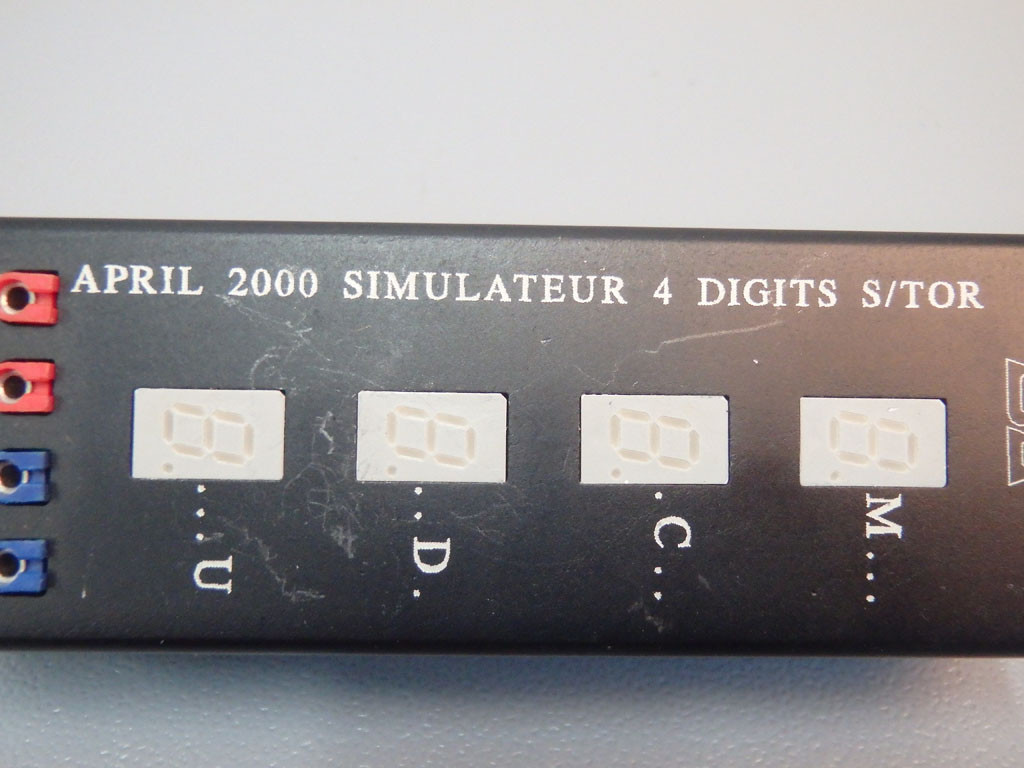 APRIL 2000 SIMULATEUR 4 DIGITS S/TOR
M...
.C..
..D.
...U